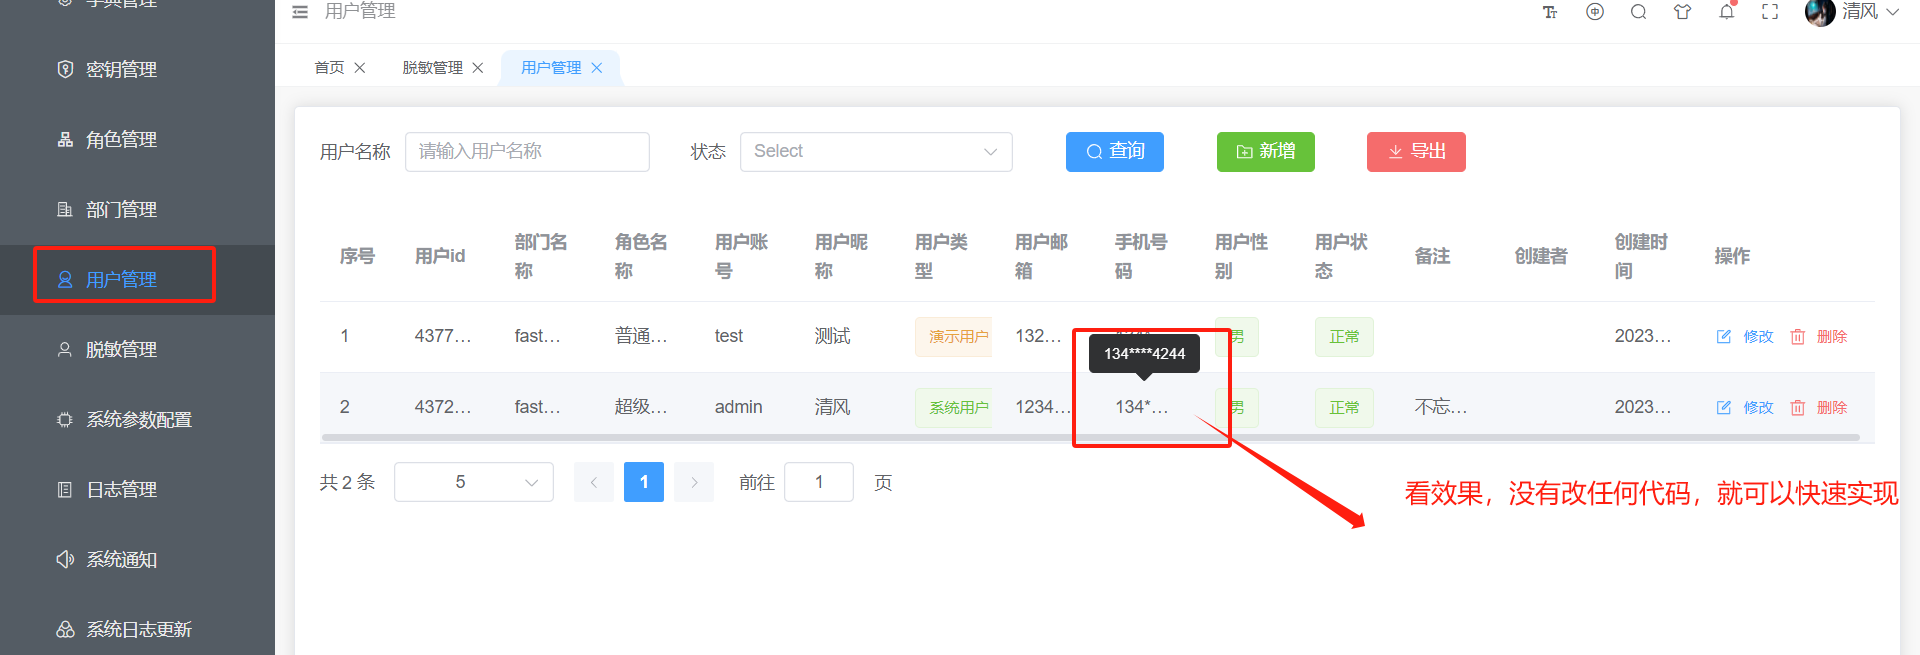 字典管理
密钥管理
角色管理
部门管理
用户管理
脱敏管理
系统参数配置
日志管理
系统通知
系统日志更新
用户管理
中
清风
首页
脱敏管理
用户管理
用户名称
请输入用户名称
状态
Select
查询
新增
导出
序号 用户id 部门名称 角色名称 用户账号 用户昵称 用户类型 用户邮箱 手机号码 用户性别 用户状态 备注 创建者 创建时间 操作
1 4377... fast... 普通... test 测试 演示用户 132... 男 正常 2023... 修改 删除
134****4244
2 4372... fast... 超级... admin 清风 系统用户 1234... 134*... 男 正常 不忘... 2023... 修改 删除
共 2 条 5 1 前往 1 页
看效果，没有改任何代码，就可以快速实现